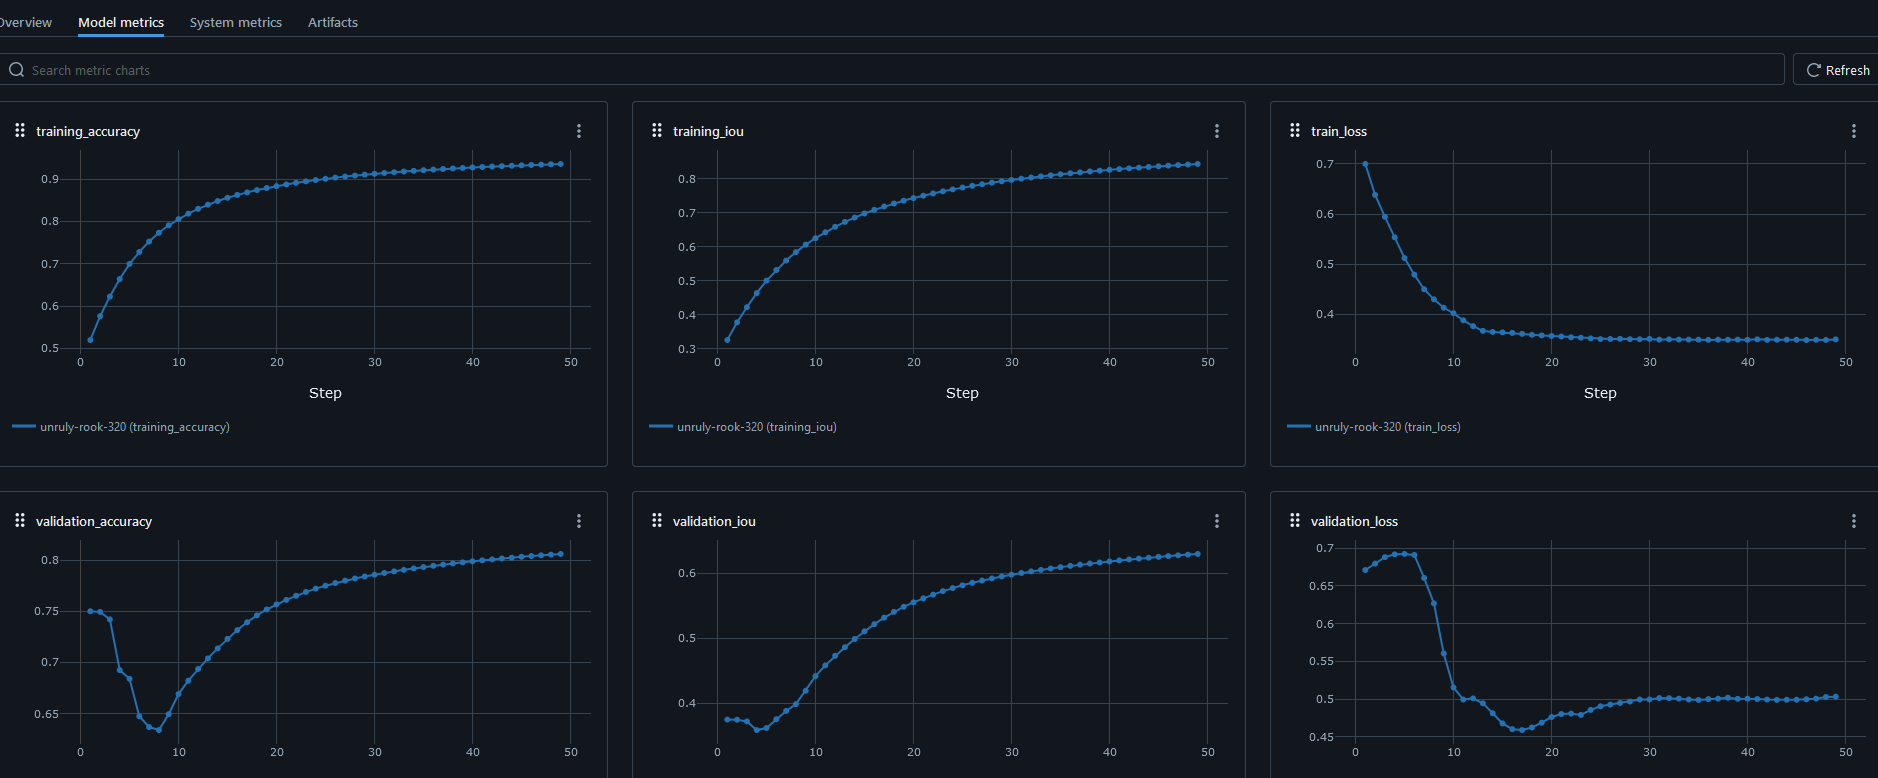 Overview Model metrics System metrics Artifacts
Search metric charts Refresh
training_accuracy
0.9
0.8
0.7
0.6
0.5
0 10 20 30 40 50
Step
unruly-rook-320 (training_accuracy)
training_iou
0.8
0.7
0.6
0.5
0.4
0.3
0 10 20 30 40 50
Step
unruly-rook-320 (training_iou)
train_loss
0.7
0.6
0.5
0.4
0 10 20 30 40 50
Step
unruly-rook-320 (train_loss)
validation_accuracy
0.8
0.75
0.7
0.65
0 10 20 30 40 50
validation_iou
0.6
0.5
0.4
0 10 20 30 40 50
validation_loss
0.7
0.65
0.6
0.55
0.5
0.45
0 10 20 30 40 50